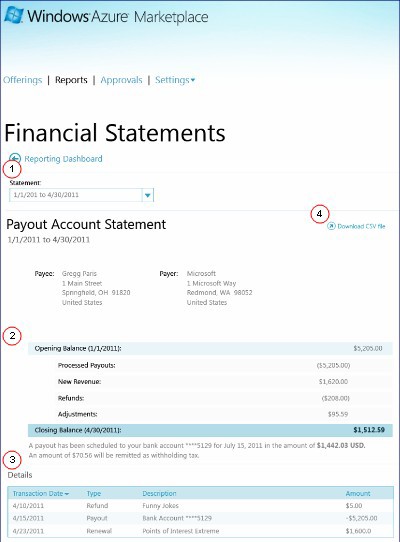 Windows Azure Marketplace
Offerings | Reports | Approvals | Settings
Financial Statements
Reporting Dashboard
1
Statement:
1/1/201 to 4/30/2011
4
Payout Account Statement
Download CSV file
1/1/2011 to 4/30/2011
Payee: Gregg Paris Payer: Microsoft
1 Main Street 1 Microsoft Way
Springfield, OH 91820 Redmond, WA 98052
United States United States
2
Opening Balance (1/1/2011): $5,205.00
Processed Payouts: ($5,205.00)
New Revenue: $1,620.00
Refunds: ($208.00)
Adjustments: $95.59
Closing Balance (4/30/2011): $1,512.59
A payout has been scheduled to your bank account ****5129 for July 15, 2011 in the amount of $1,442.03 USD.
An amount of $70.56 will be remitted as withholding tax.
3
Details
Transaction Date Type Description Amount
4/10/2011 Refund Funny Jokes $5.00
4/15/2011 Payout Bank Account ****5129 -$5,205.00
4/23/2011 Renewal Points of Interest Extreme $1,600.0